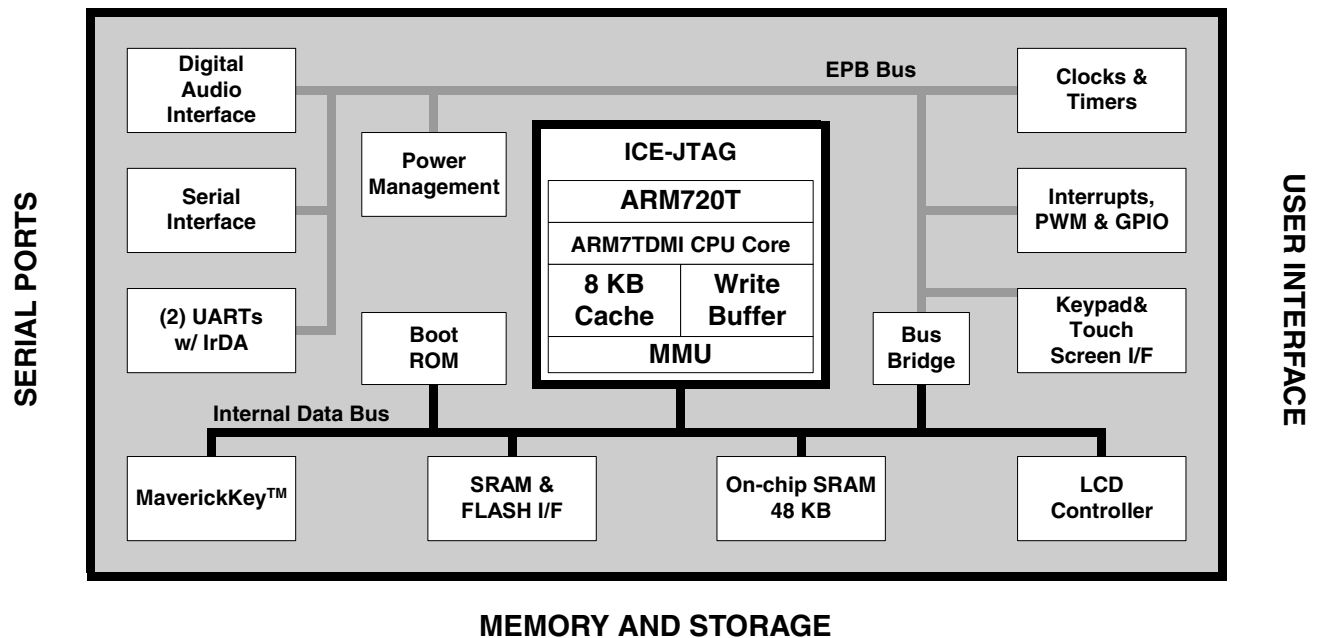 Digital
Audio
Interface
EPB Bus
Clocks &
Timers
Power
Management
ICE-JTAG
ARM720T
ARM7TDMI CPU Core
8 KB
Cache
Write
Buffer
MMU
Serial
Interface
Interrupts,
PWM & GPIO
(2) UARTs
w/ IrDA
Boot
ROM
Bus
Bridge
Keypad&
Touch
Screen I/F
Internal Data Bus
MaverickKey™
SRAM &
FLASH I/F
On-chip SRAM
48 KB
LCD
Controller
SERIAL PORTS
USER INTERFACE
MEMORY AND STORAGE